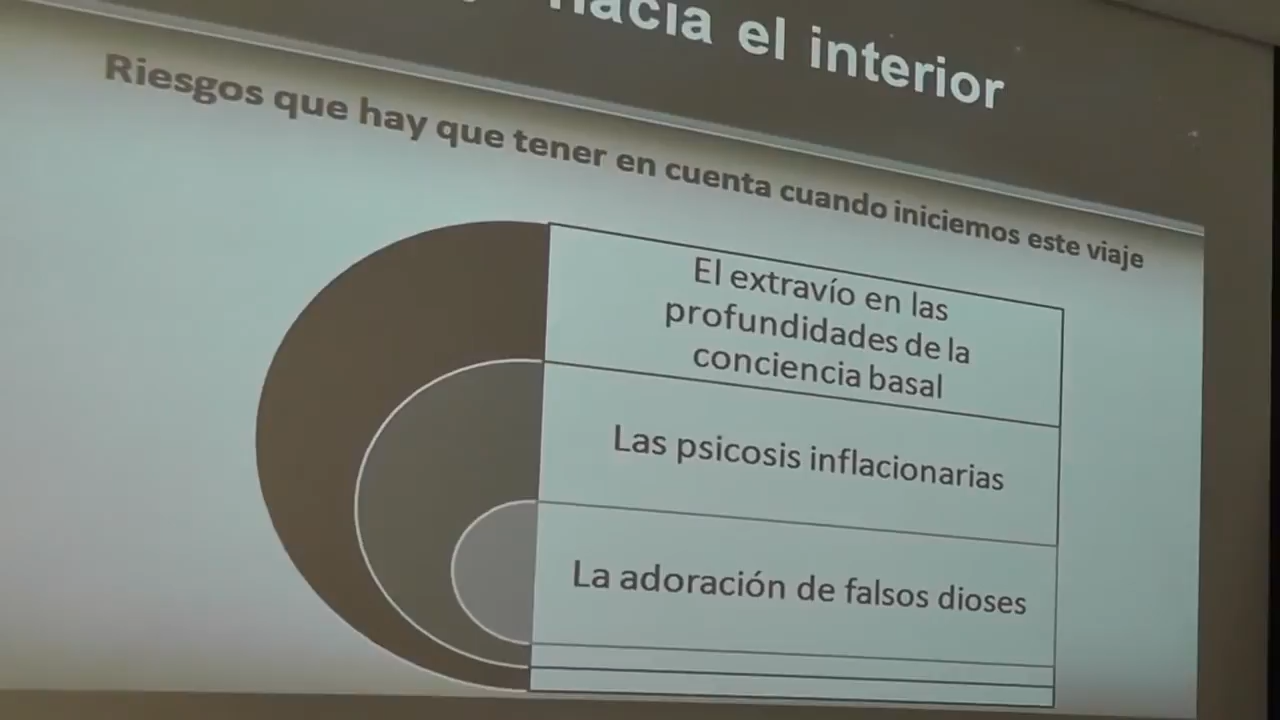 hacia el interior
Riesgos que hay que tener en cuenta cuando iniciemos este viaje
El extravío en las
profundidades de la
conciencia basal
Las psicosis inflacionarias
La adoración de falsos dioses